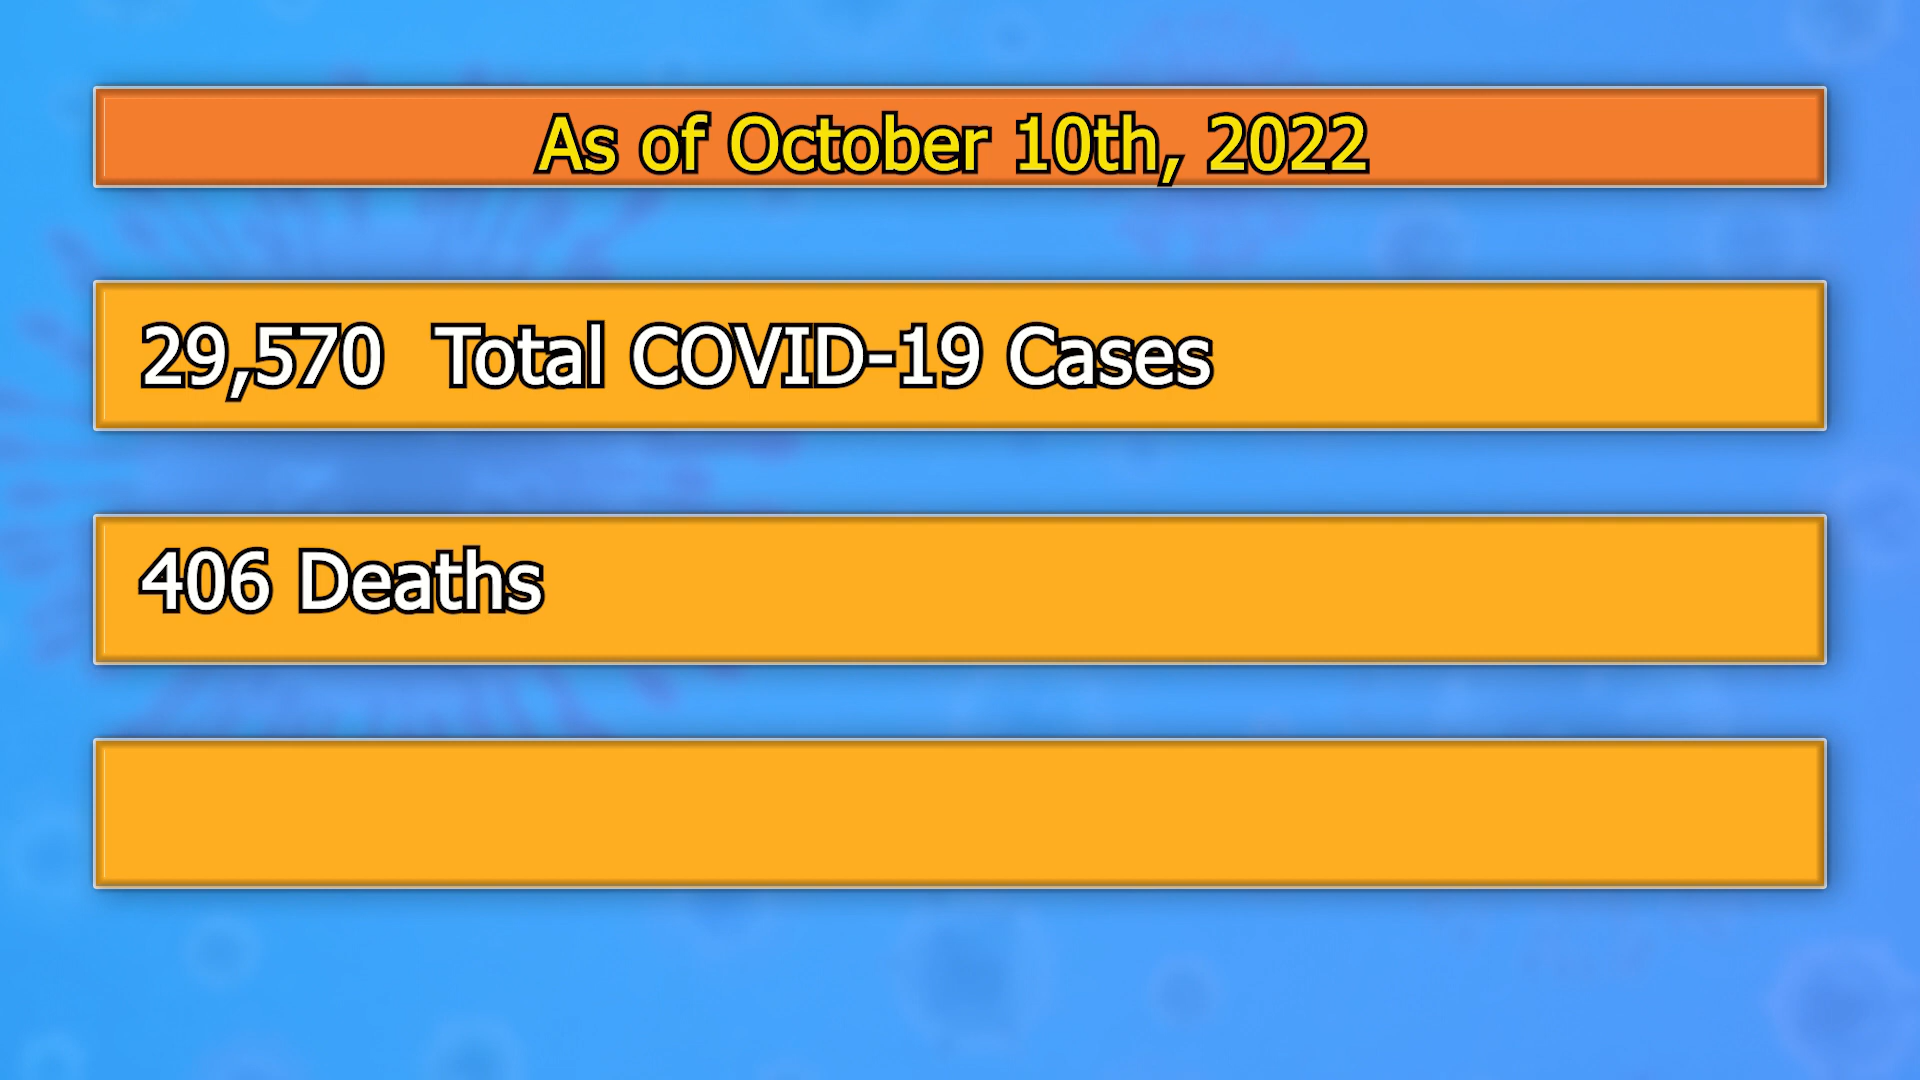 As of October 10th, 2022
29,570  Total COVID-19 Cases
406 Deaths